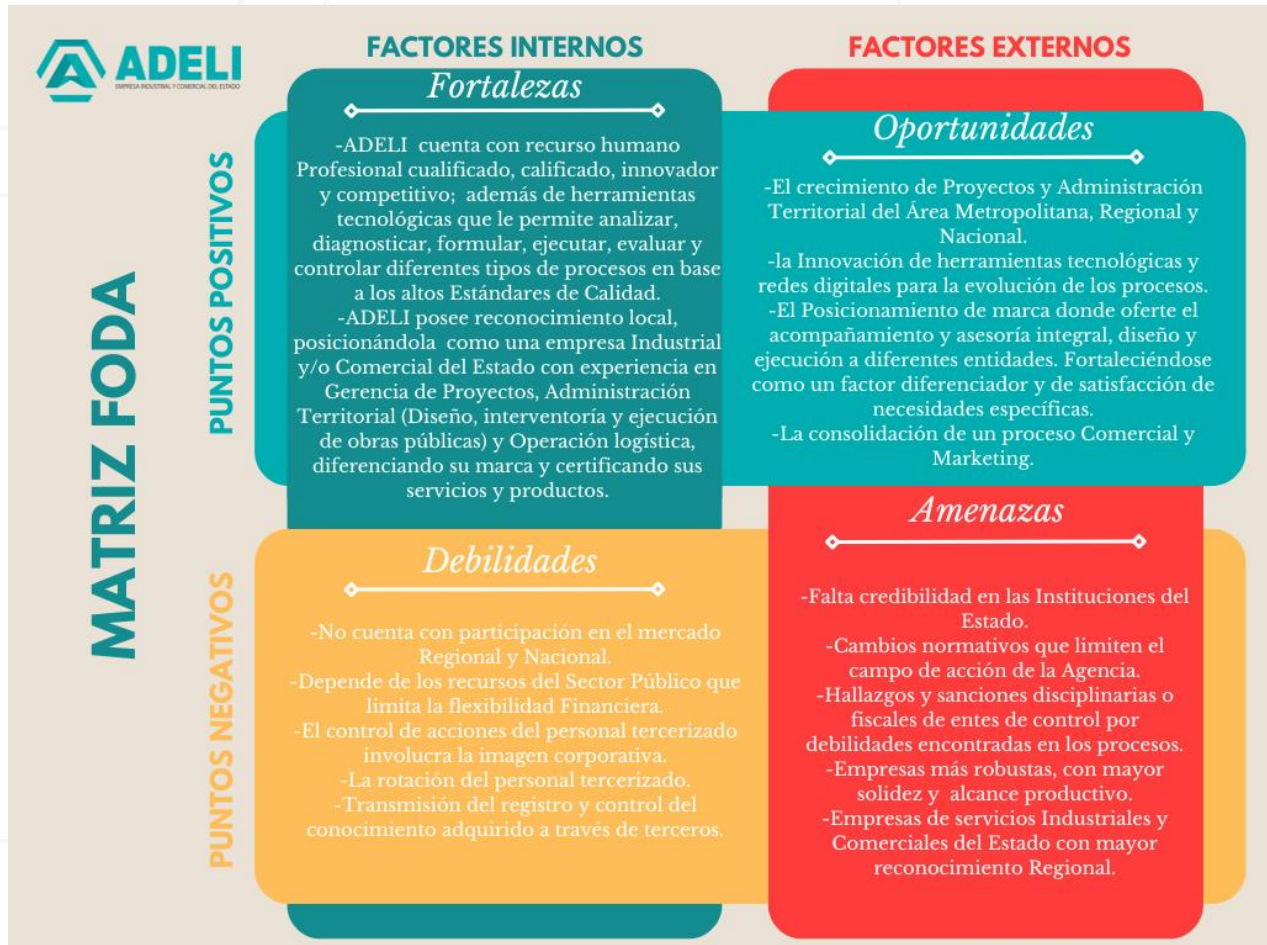 ADELI
EMPRESA INDUSTRIAL Y COMERCIAL DEL ESTADO
MATRIZ FODA
FACTORES INTERNOS
FACTORES EXTERNOS
PUNTOS POSITIVOS
Fortalezas
-ADELI cuenta con recurso humano
Profesional cualificado, calificado, innovador
y competitivo; además de herramientas
tecnológicas que le permite analizar,
diagnosticar, formular, ejecutar, evaluar y
controlar diferentes tipos de procesos en base
a los altos Estándares de Calidad.
-ADELI posee reconocimiento local,
posicionándola como una empresa Industrial
y/o Comercial del Estado con experiencia en
Gerencia de Proyectos, Administración
Territorial (Diseño, interventoría y ejecución
de obras públicas) y Operación logística,
diferenciando su marca y certificando sus
servicios y productos.
Oportunidades
-El crecimiento de Proyectos y Administración
Territorial del Área Metropolitana, Regional y
Nacional.
-la Innovación de herramientas tecnológicas y
redes digitales para la evolución de los procesos.
-El Posicionamiento de marca donde oferte el
acompañamiento y asesoría integral, diseño y
ejecución a diferentes entidades. Fortaleciéndose
como un factor diferenciador y de satisfacción de
necesidades específicas.
-La consolidación de un proceso Comercial y
Marketing.
PUNTOS NEGATIVOS
Debilidades
-No cuenta con participación en el mercado
Regional y Nacional.
-Depende de los recursos del Sector Público que
limita la flexibilidad Financiera.
-El control de acciones del personal tercerizado
involucra la imagen corporativa.
-La rotación del personal tercerizado.
-Transmisión del registro y control del
conocimiento adquirido a través de terceros.
Amenazas
-Falta credibilidad en las Instituciones del
Estado.
-Cambios normativos que limiten el
campo de acción de la Agencia.
-Hallazgos y sanciones disciplinarias o
fiscales de entes de control por
debilidades encontradas en los procesos.
-Empresas más robustas, con mayor
solidez y alcance productivo.
-Empresas de servicios Industriales y
Comerciales del Estado con mayor
reconocimiento Regional.